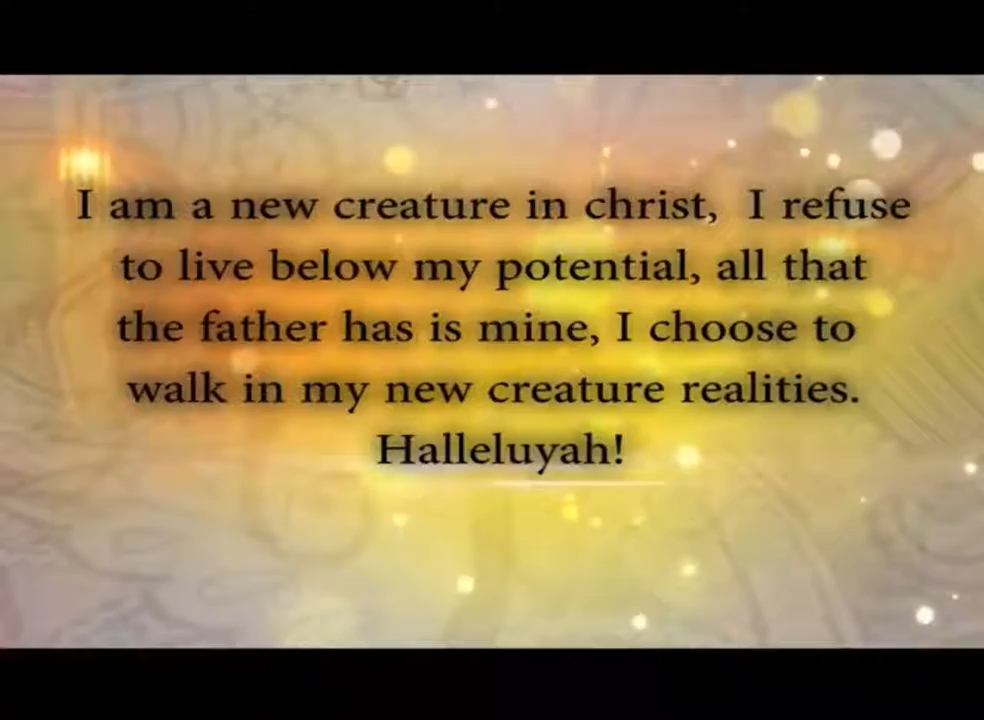 I am a new creature in christ, I refuse
to live below my potential, all that
the father has is mine, I choose to
walk in my new creature realities.
Halleluyah!